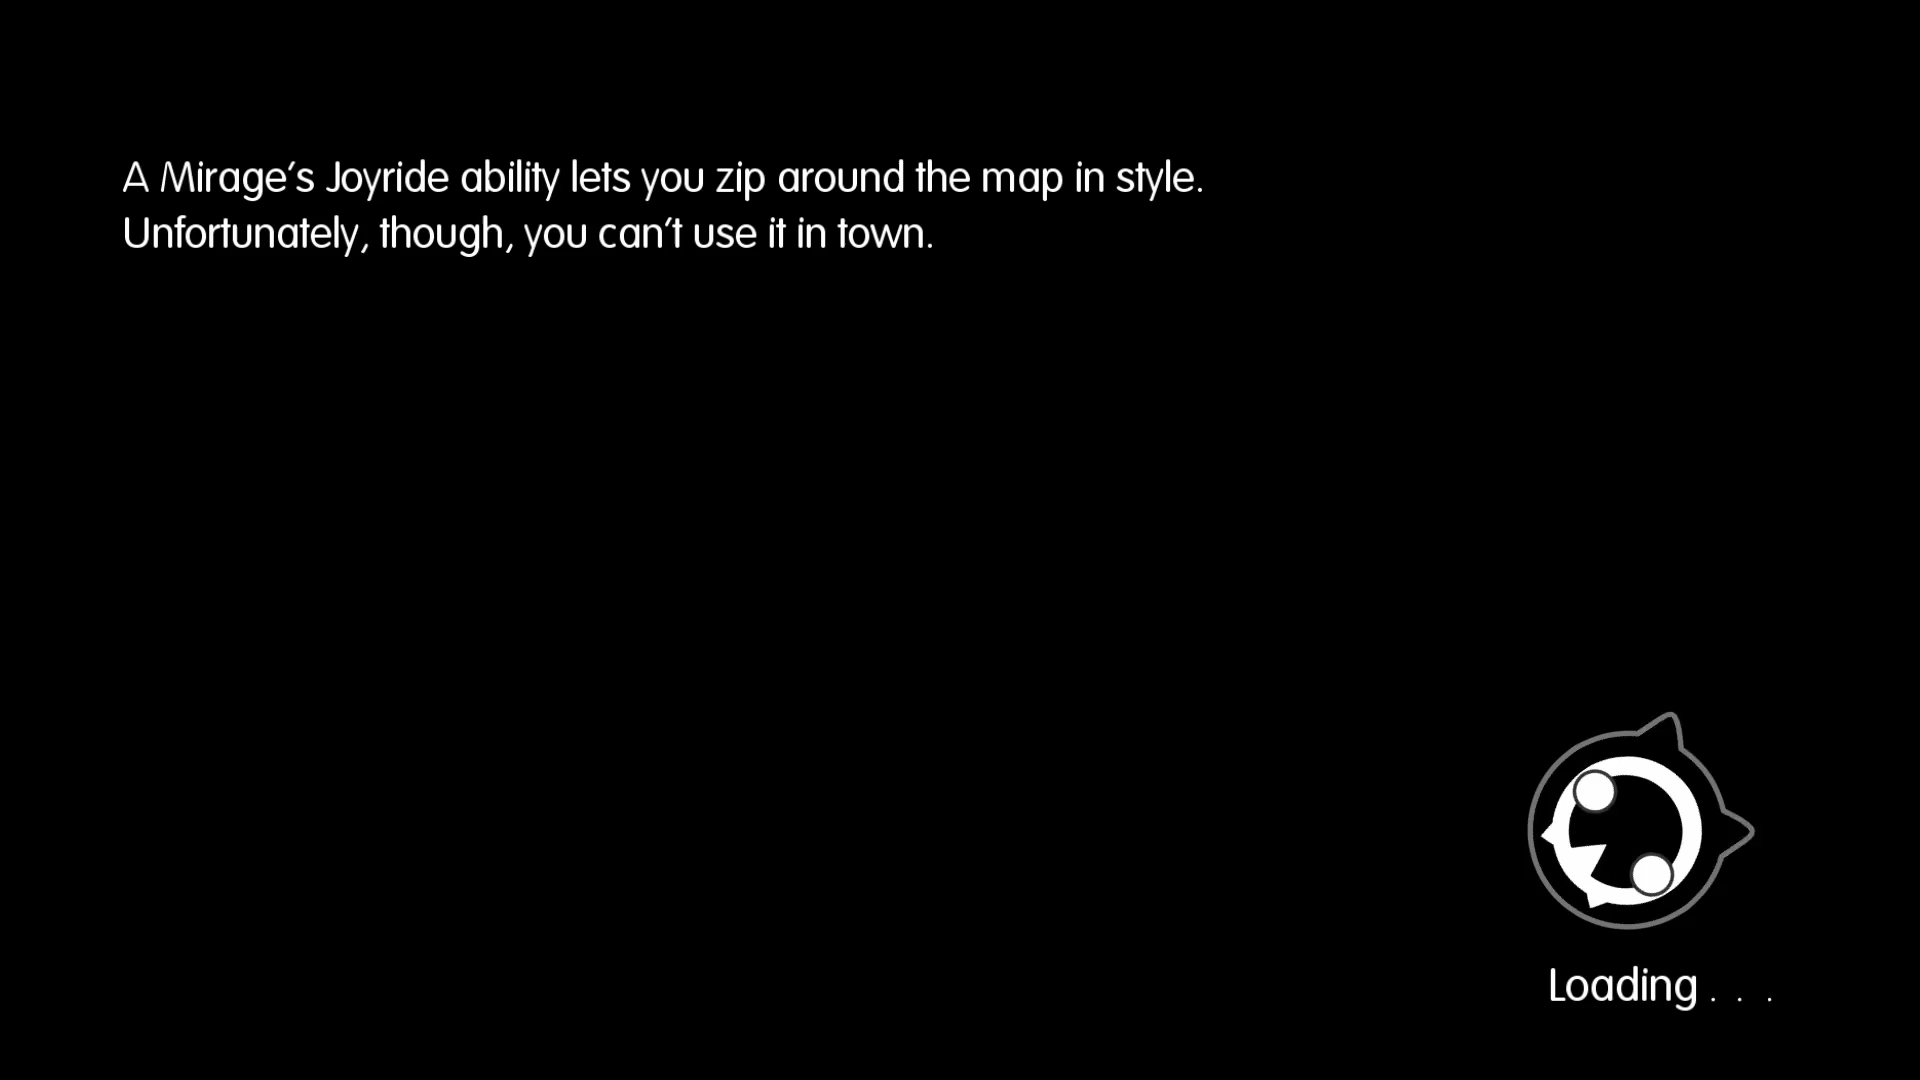 A Mirage's Joyride ability lets you zip around the map in style.
Unfortunately, though, you can't use it in town.
Loading . . .